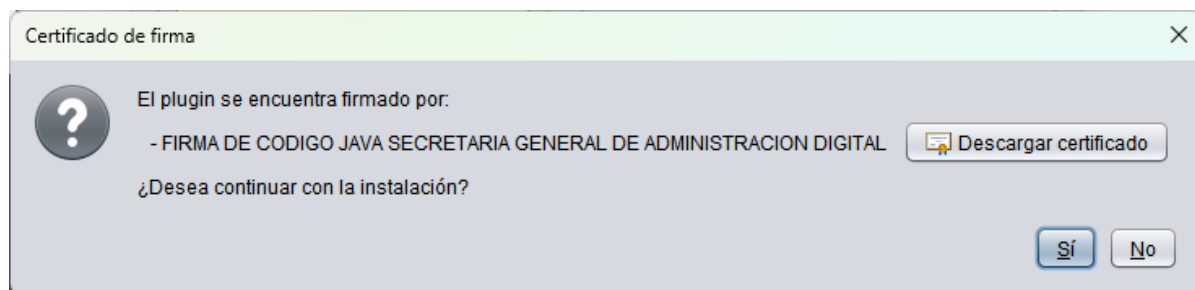 Certificado de firma
El plugin se encuentra firmado por:
- FIRMA DE CODIGO JAVA SECRETARIA GENERAL DE ADMINISTRACION DIGITAL
Descargar certificado
¿Desea continuar con la instalación?
Sí
No